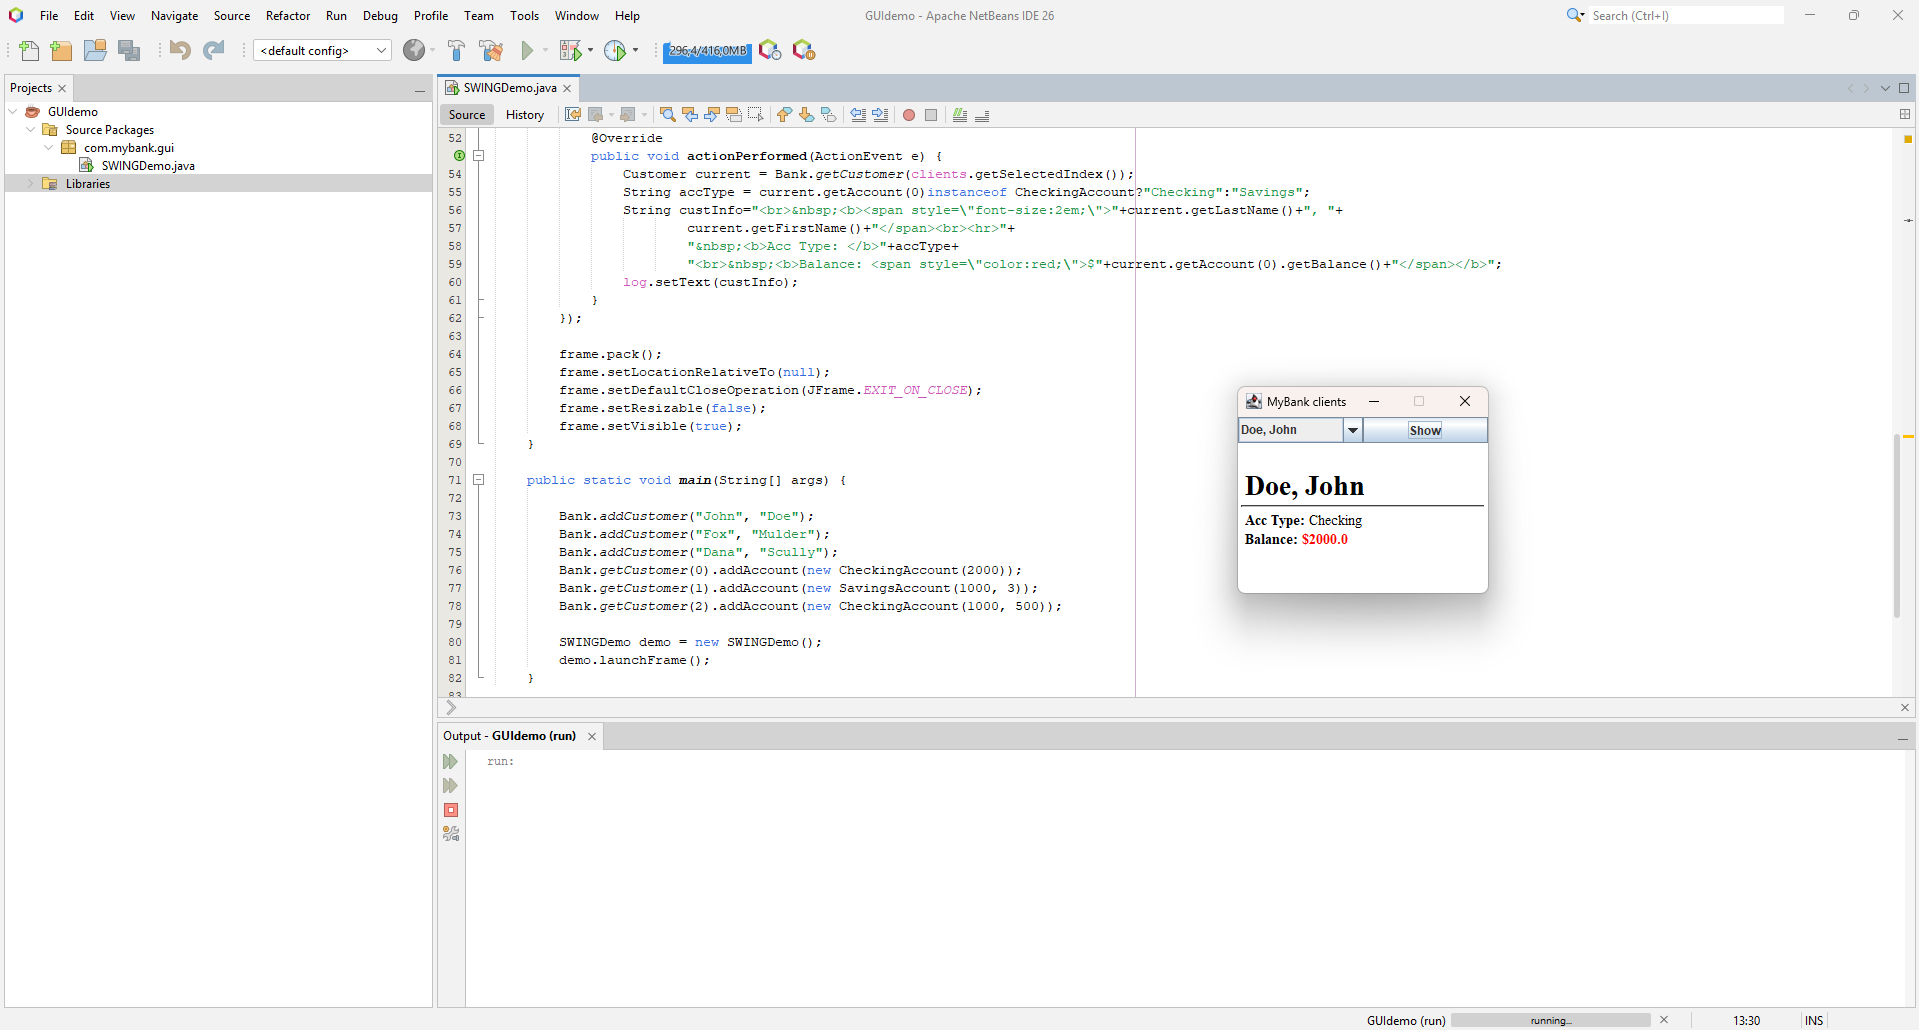 File Edit View Navigate Source Refactor Run Debug Profile Team Tools Window Help
GUIdemo - Apache NetBeans IDE 26
Search (Ctrl+I)
<default config>
296,4/416,0MB
Projects
GUIdemo
Source Packages
com.mybank.gui
SWINGDemo.java
Libraries
SWINGDemo.java
Source History
52 @Override
public void actionPerformed(ActionEvent e) {
54 Customer current = Bank.getCustomer(clients.getSelectedIndex());
55 String accType = current.getAccount(0)instanceof CheckingAccount?"Checking":"Savings";
56 String custInfo="<br>&nbsp;<b><span style=\"font-size:2em;\">"+current.getLastName()+", "+
57 current.getFirstName()+"</span><br><hr>"+
58 "&nbsp;<b>Acc Type: </b>"+accType+
59 "<br>&nbsp;<b>Balance: <span style=\"color:red;\">$"+current.getAccount(0).getBalance()+"</span></b>";
60 log.setText(custInfo);
61 }
62 });
63
64 frame.pack();
65 frame.setLocationRelativeTo(null);
66 frame.setDefaultCloseOperation(JFrame.EXIT_ON_CLOSE);
67 frame.setResizable(false);
68 frame.setVisible(true);
69 }
70
71 public static void main(String[] args) {
72
73 Bank.addCustomer("John", "Doe");
74 Bank.addCustomer("Fox", "Mulder");
75 Bank.addCustomer("Dana", "Scully");
76 Bank.getCustomer(0).addAccount(new CheckingAccount(2000));
77 Bank.getCustomer(1).addAccount(new SavingsAccount(1000, 3));
78 Bank.getCustomer(2).addAccount(new CheckingAccount(1000, 500));
79
80 SWINGDemo demo = new SWINGDemo();
81 demo.launchFrame();
82 }
83
MyBank clients
Doe, John Show
Doe, John
Acc Type: Checking
Balance: $2000.0
Output - GUIdemo (run)
run:
GUIdemo (run) running... 13:30 INS